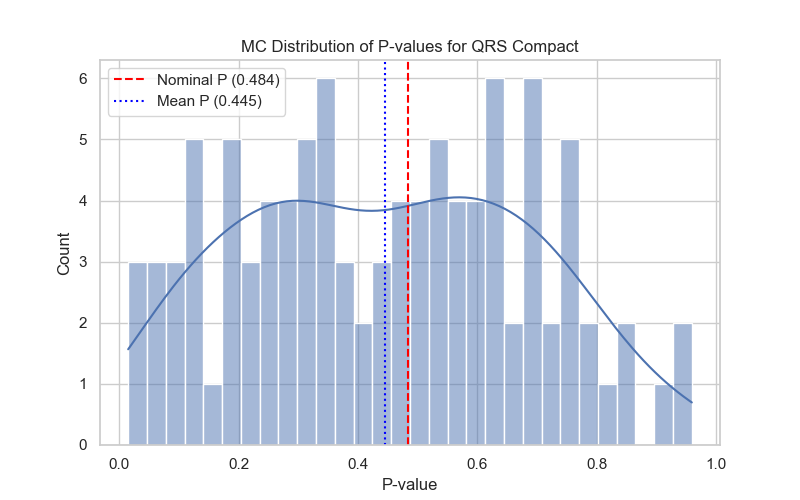 MC Distribution of P-values for QRS Compact
Nominal P (0.484)
Mean P (0.445)
Count
6
5
4
3
2
1
0
0.0 0.2 0.4 0.6 0.8 1.0
P-value